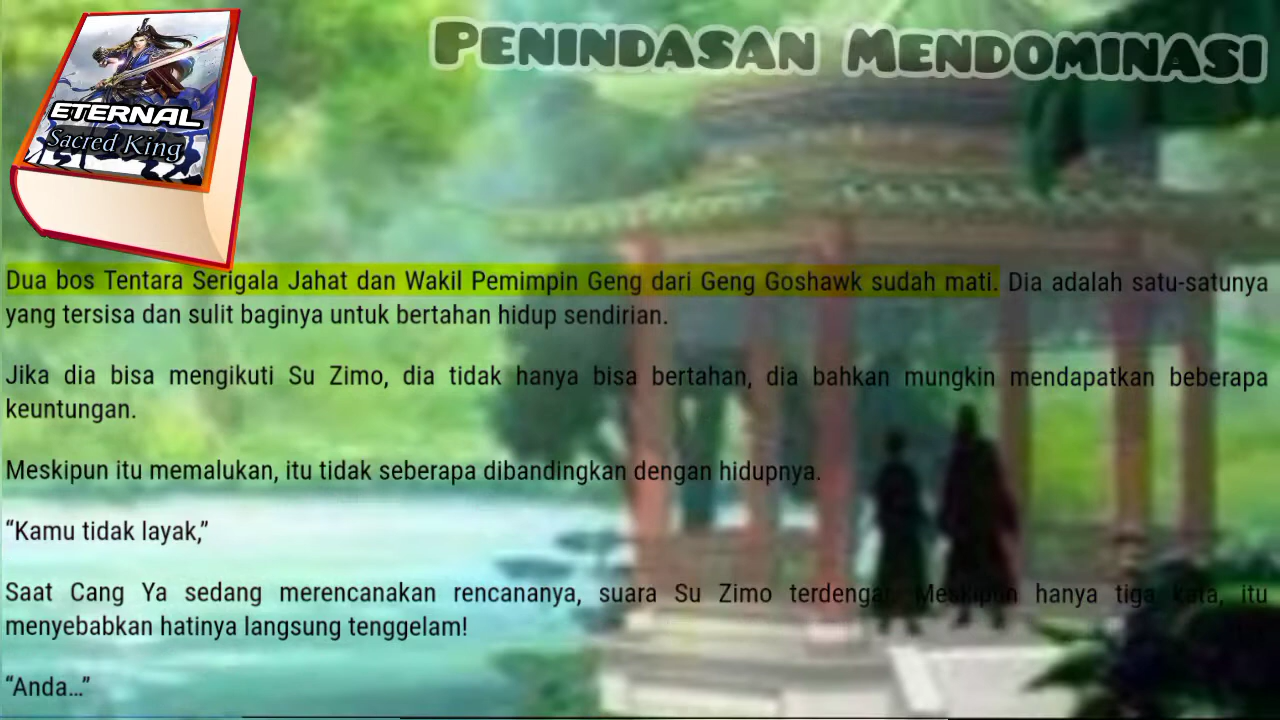 PENINDASAN MENDOMINASI
ETERNAL
Sacred King
Dua bos Tentara Serigala Jahat dan Wakil Pemimpin Geng dari Geng Goshawk sudah mati. Dia adalah satu-satunya
yang tersisa dan sulit baginya untuk bertahan hidup sendirian.
Jika dia bisa mengikuti Su Zimo, dia tidak hanya bisa bertahan, dia bahkan mungkin mendapatkan beberapa
keuntungan.
Meskipun itu memalukan, itu tidak seberapa dibandingkan dengan hidupnya.
“Kamu tidak layak,”
Saat Cang Ya sedang merencanakan rencananya, suara Su Zimo terdengar. Meskipun hanya tiga kata, itu
menyebabkan hatinya langsung tenggelam!
“Anda…”